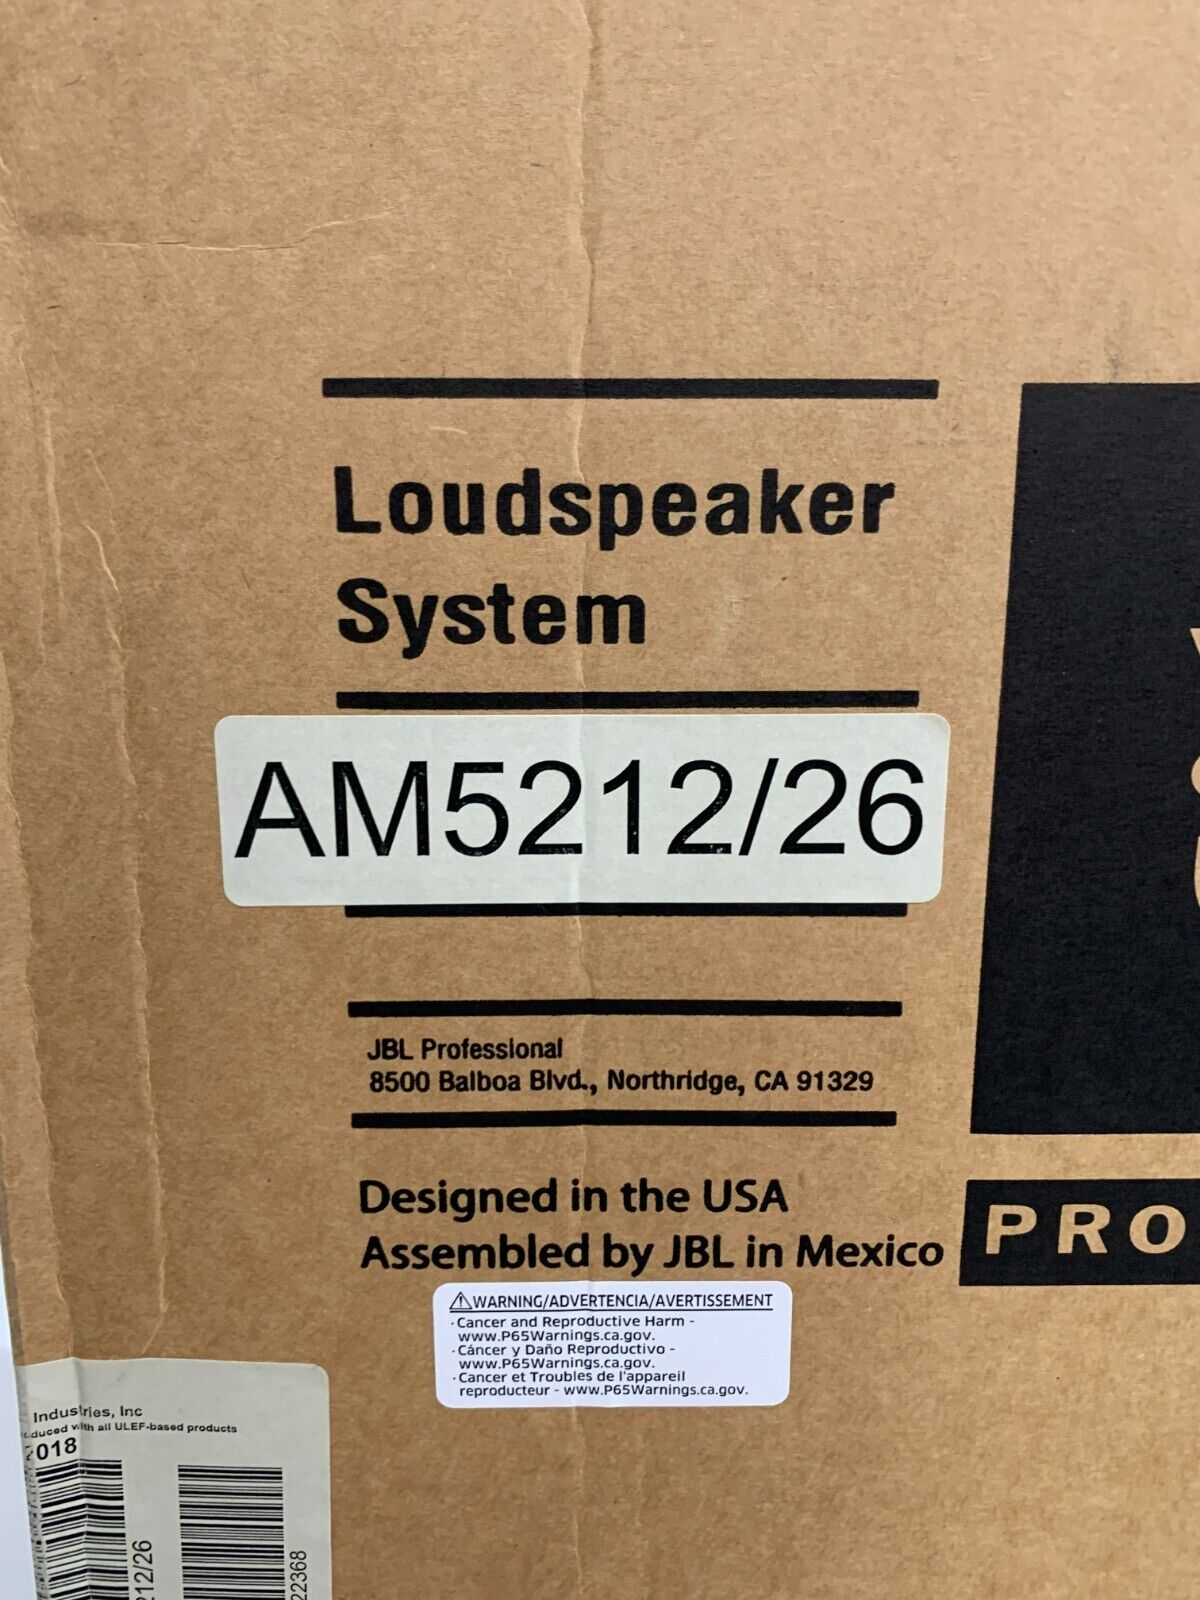 Loudspeaker
System
AM5212/26
JBL Professional
8500 Balboa Blvd., Northridge, CA 91329
Designed in the USA
Assembled by JBL in Mexico
PRO
⚠WARNING/ADVERTENCIA/AVERTISSEMENT
· Cancer and Reproductive Harm -
www.P65Warnings.ca.gov.
· Cáncer y Daño Reproductivo -
www.P65Warnings.ca.gov.
· Cancer et Troubles de l'appareil
reproducteur - www.P65Warnings.ca.gov.
Industries, Inc
with all ULEF-based products
018
212/26
22368